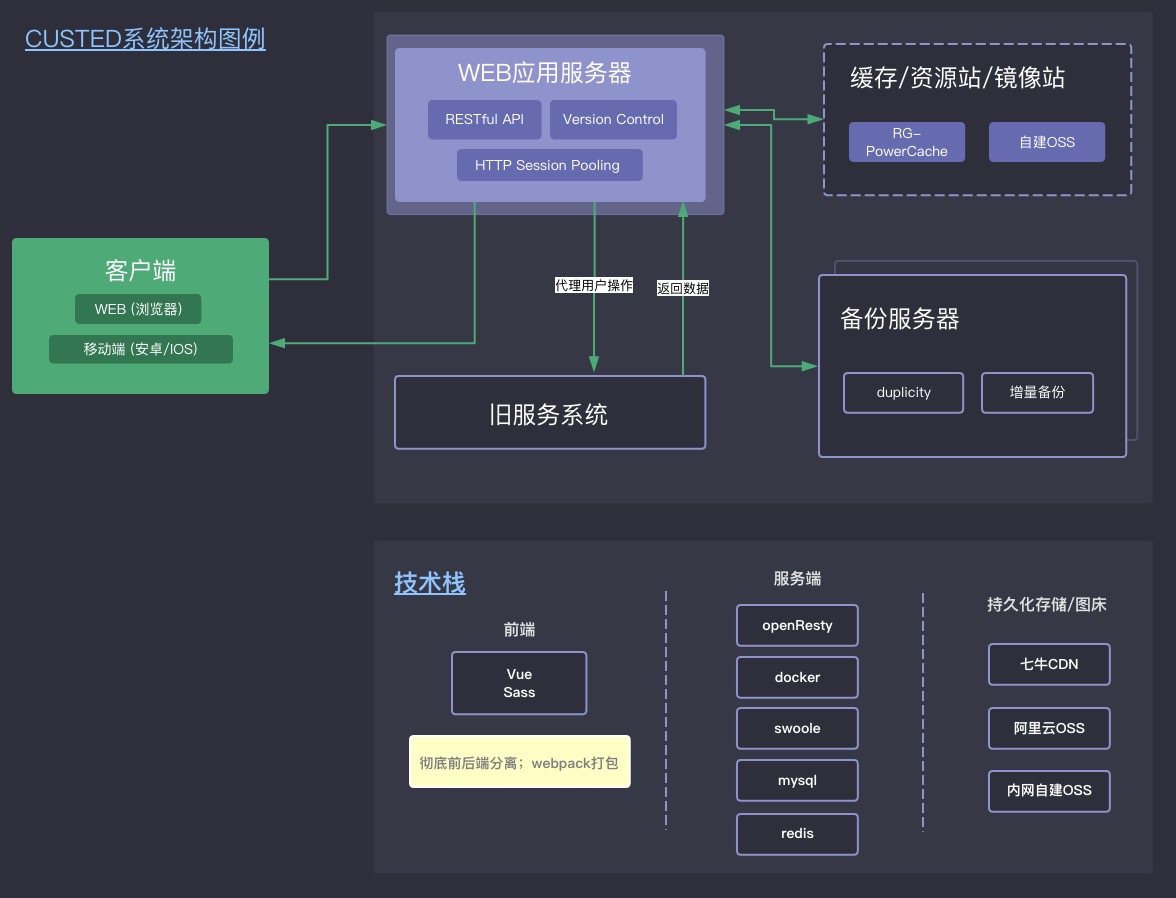 CUSTED系统架构图例
WEB应用服务器
RESTful API
Version Control
HTTP Session Pooling
缓存/资源站/镜像站
RG-
PowerCache
自建OSS
客户端
WEB (浏览器)
移动端 (安卓/IOS)
代理用户操作
返回数据
旧服务系统
备份服务器
duplicity
增量备份
技术栈
前端
Vue
Sass
彻底前后端分离；webpack打包
服务端
openResty
docker
swoole
mysql
redis
持久化存储/图床
七牛CDN
阿里云OSS
内网自建OSS